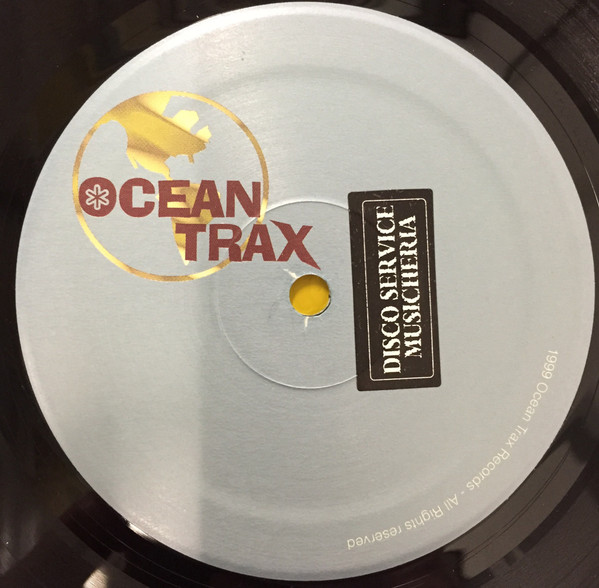 OCEAN
TRAX
DISCO SERVICE
MUSICHERIA
1999 Ocean Trax Records - All Rights reserved